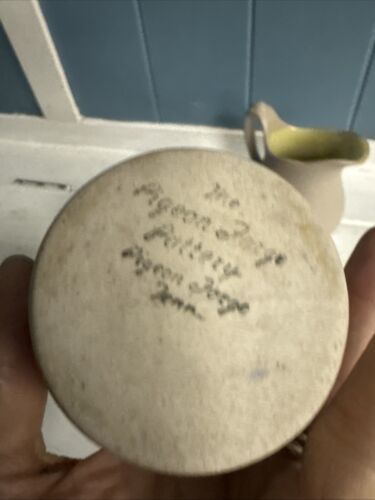 The
Pigeon Forge
Pottery
Pigeon Forge
Tenn.